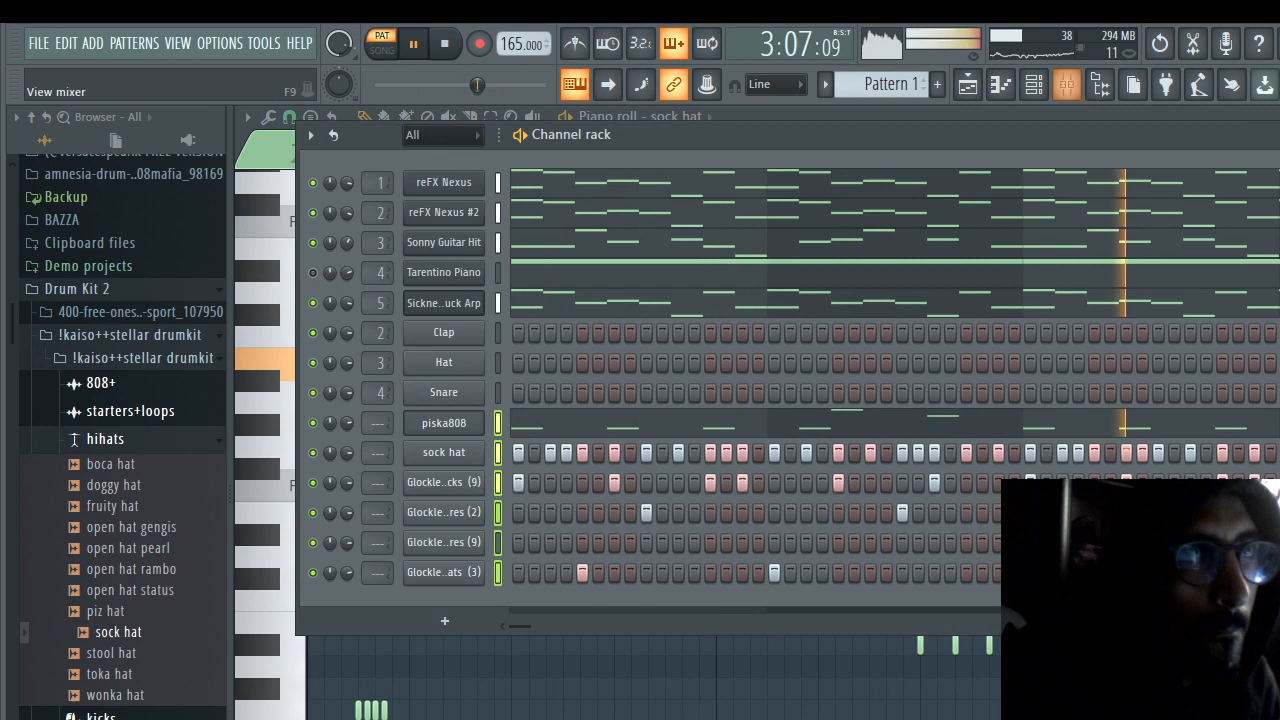 FILE EDIT ADD PATTERNS VIEW OPTIONS TOOLS HELP
PAT
SONG
165.000
3.2:
3:07:09
B:S:T
38
294 MB
11
View mixer
F9
Line
Pattern 1
Browser - All
Piano roll - sock hat
amnesia-drum-..08mafia_98169
Backup
BAZZA
Clipboard files
Demo projects
Drum Kit 2
400-free-ones..-sport_107950
!kaiso++stellar drumkit
!kaiso++stellar drumkit
808+
starters+loops
hihats
boca hat
doggy hat
fruity hat
open hat gengis
open hat pearl
open hat rambo
open hat status
piz hat
sock hat
stool hat
toka hat
wonka hat
kicks
All
Channel rack
1 reFX Nexus
2 reFX Nexus #2
3 Sonny Guitar Hit
4 Tarentino Piano
5 Sickne..uck Arp
2 Clap
3 Hat
4 Snare
--- piska808
--- sock hat
--- Glockle..cks (9)
--- Glockle..res (2)
--- Glockle..res (9)
--- Glockle..ats (3)